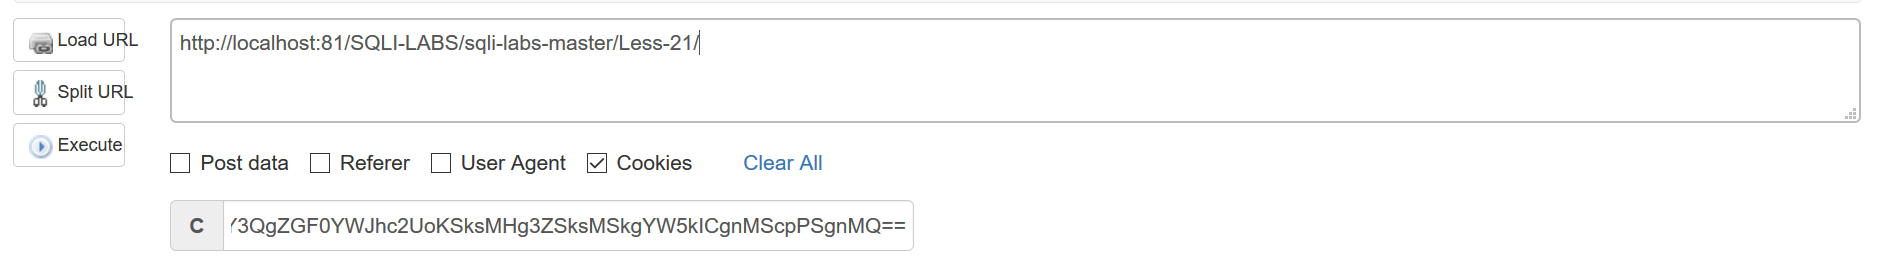 Load URL
http://localhost:81/SQLI-LABS/sqli-labs-master/Less-21/
Split URL
Execute
Post data Referer User Agent Cookies Clear All
C Y3QgZGF0YWJhc2UoKSksMHg3ZSksMSkgYW5kICgnMScpPSgnMQ==